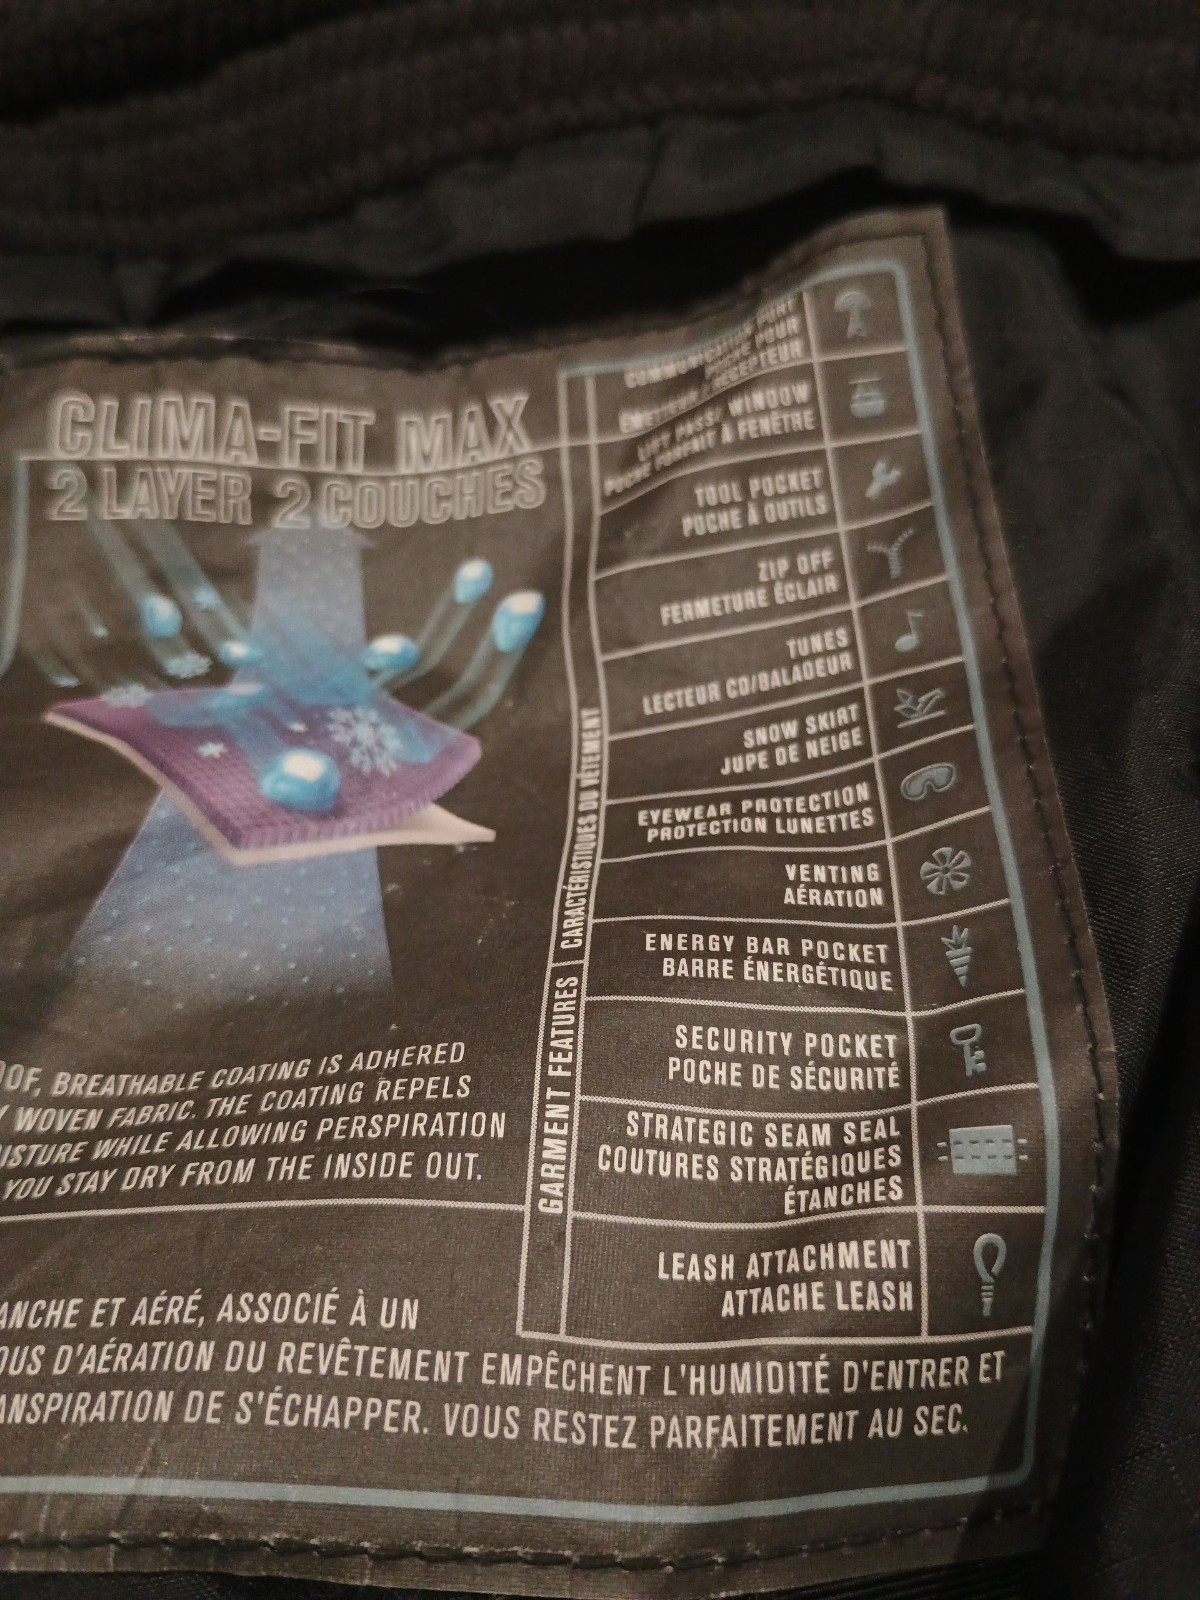 CLIMA-FIT MAX
2 LAYER 2 COUCHES
OF, BREATHABLE COATING IS ADHERED
WOVEN FABRIC. THE COATING REPELS
ISTURE WHILE ALLOWING PERSPIRATION
YOU STAY DRY FROM THE INSIDE OUT.
ANCHE ET AÉRÉ, ASSOCIÉ À UN
OUS D'AÉRATION DU REVÊTEMENT EMPÊCHENT L'HUMIDITÉ D'ENTRER ET
ANSPIRATION DE S'ÉCHAPPER. VOUS RESTEZ PARFAITEMENT AU SEC.
GARMENT FEATURES | CARACTÉRISTIQUES DU VÊTEMENT
COMMUNICATION
POUR
ÉMETTEUR / RÉCEPTEUR
LIFT PASS/ WINDOW
POCHE FORFAIT À FENÊTRE
TOOL POCKET
POCHE À OUTILS
ZIP OFF
FERMETURE ÉCLAIR
TUNES
LECTEUR CD/BALADEUR
SNOW SKIRT
JUPE DE NEIGE
EYEWEAR PROTECTION
PROTECTION LUNETTES
VENTING
AÉRATION
ENERGY BAR POCKET
BARRE ÉNERGÉTIQUE
SECURITY POCKET
POCHE DE SÉCURITÉ
STRATEGIC SEAM SEAL
COUTURES STRATÉGIQUES
ÉTANCHES
LEASH ATTACHMENT
ATTACHE LEASH